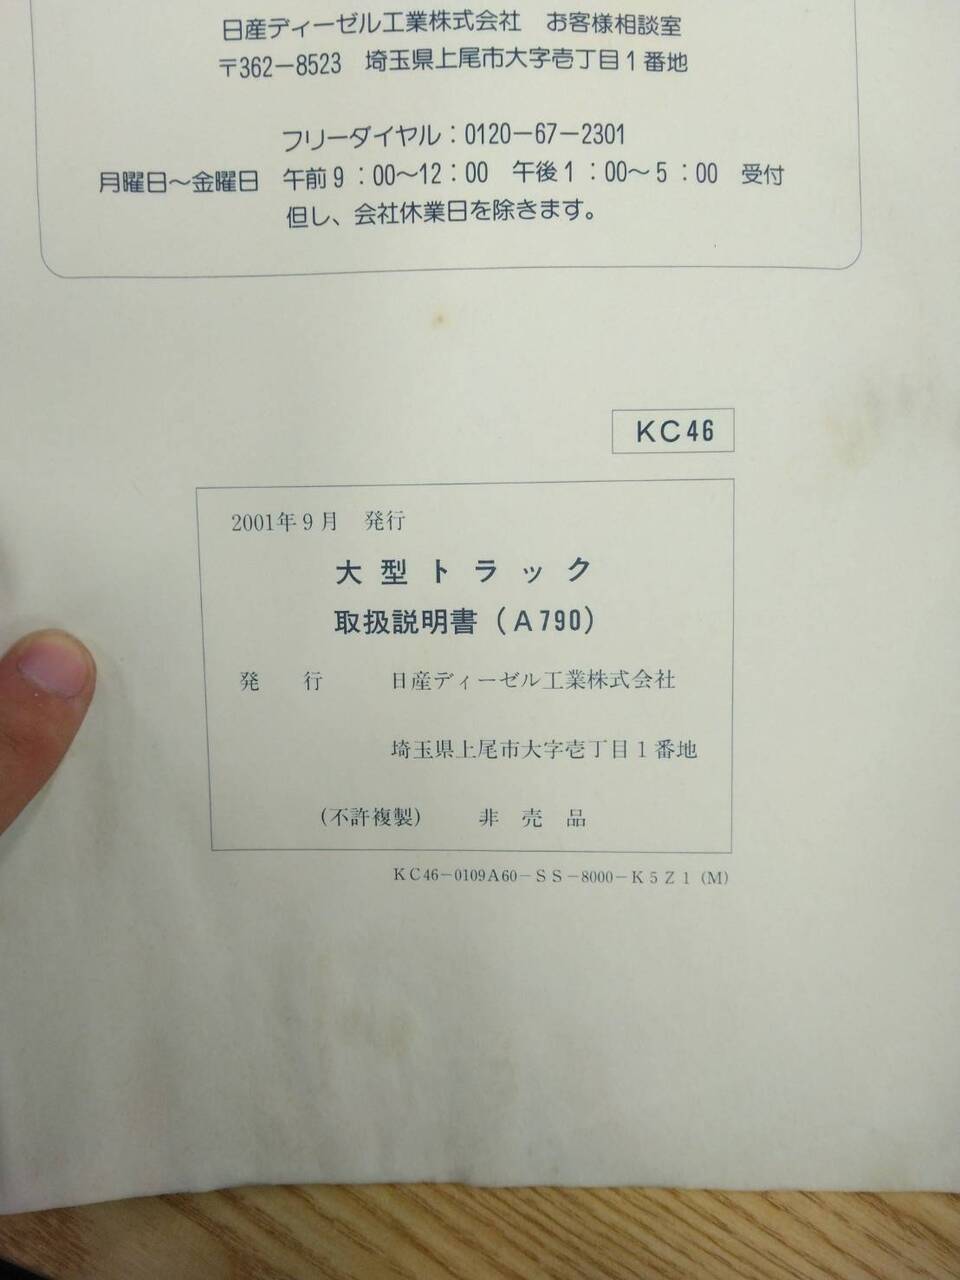 日産ディーゼル工業株式会社　お客様相談室
〒362－8523　埼玉県上尾市大字壱丁目1番地
フリーダイヤル：0120－67－2301
月曜日～金曜日　午前9：00～12：00　午後1：00～5：00　受付
但し、会社休業日を除きます。
KC46
2001年9月　発行
大型トラック
取扱説明書（A790）
発　行　日産ディーゼル工業株式会社
埼玉県上尾市大字壱丁目1番地
（不許複製）　非売品
KC46－0109A60－SS－8000－K5Z1（M）